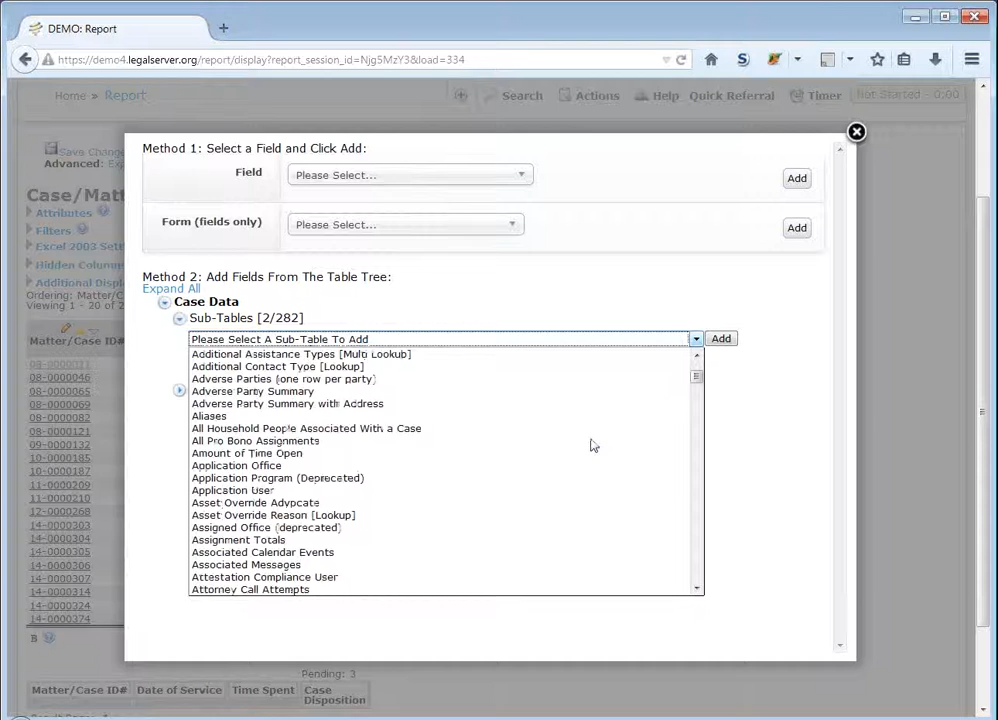 DEMO: Report
https://demo4.legalserver.org/report/display?report_session_id=Njg5MzY3&load=334
Home » Report
Search Actions Help Quick Referral Timer Not Started - 0:00
Save Change
Advanced: Ex
Case/Matt
Attributes
Filters
Excel 2003 Sett
Hidden Column
Additional Displ
Ordering: Matter/C
Viewing 1 - 20 of 2
Matter/Case ID#
08-0000011
08-0000046
08-0000065
08-0000069
08-0000082
08-0000121
09-0000132
10-0000185
10-0000187
11-0000209
11-0000210
12-0000268
14-0000303
14-0000304
14-0000305
14-0000306
14-0000307
14-0000314
14-0000324
14-0000374
B
Method 1: Select a Field and Click Add:
Field Please Select... Add
Form (fields only) Please Select... Add
Method 2: Add Fields From The Table Tree:
Expand All
Case Data
Sub-Tables [2/282]
Please Select A Sub-Table To Add Add
Additional Assistance Types [Multi Lookup]
Additional Contact Type [Lookup]
Adverse Parties (one row per party)
Adverse Party Summary
Adverse Party Summary with Address
Aliases
All Household People Associated With a Case
All Pro Bono Assignments
Amount of Time Open
Application Office
Application Program (Deprecated)
Application User
Asset Override Advocate
Asset Override Reason [Lookup]
Assigned Office (deprecated)
Assignment Totals
Associated Calendar Events
Associated Messages
Attestation Compliance User
Attorney Call Attempts
Pending: 3
Matter/Case ID# Date of Service Time Spent Case Disposition